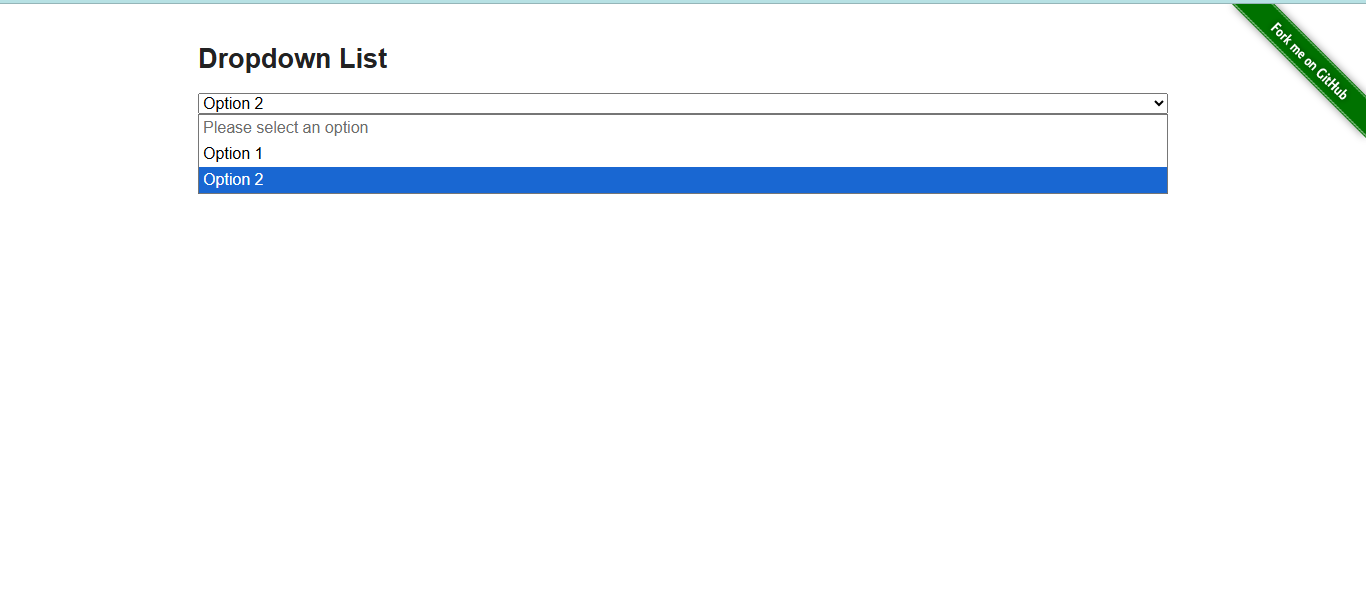 Fork me on GitHub
Dropdown List
Option 2
Please select an option
Option 1
Option 2